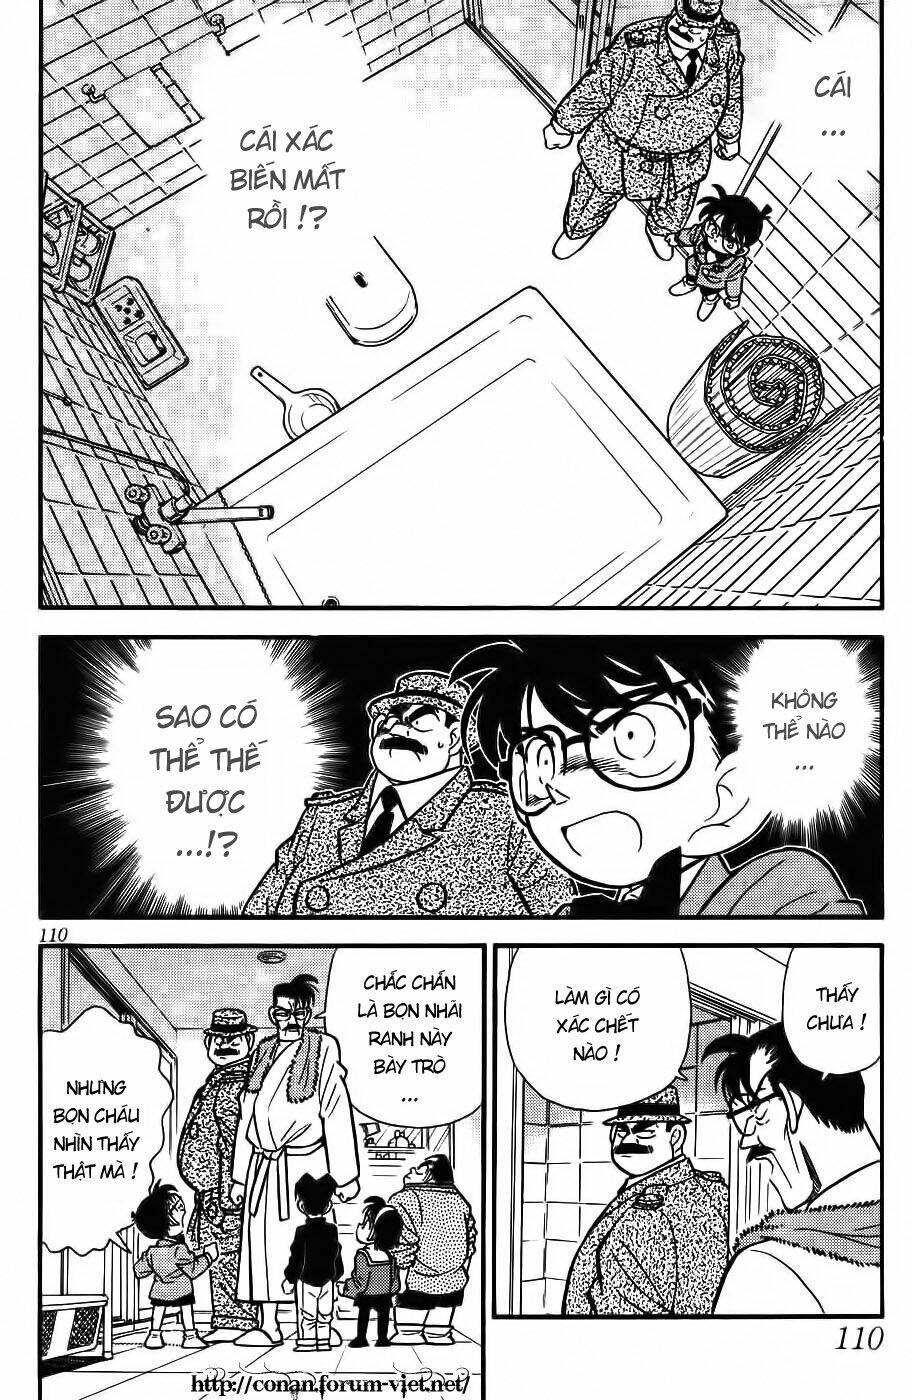 CÁI
...
CÁI XÁC
BIẾN MẤT
RỒI !?
KHÔNG
THỂ NÀO
...
SAO CÓ
THỂ THẾ
ĐƯỢC
...!?
110
THẤY
CHƯA !
LÀM GÌ CÓ
XÁC CHẾT
NÀO !
CHẮC CHẮN
LÀ BỌN NHÃI
RANH NÀY
BÀY TRÒ
...
NHƯNG
BỌN CHÁU
NHÌN THẤY
THẬT MÀ !
110
http://conan.forum-viet.net/